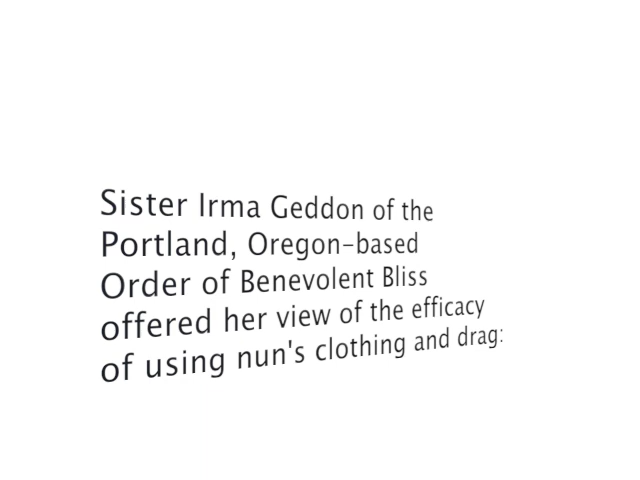 Sister Irma Geddon of the
Portland, Oregon-based
Order of Benevolent Bliss
offered her view of the efficacy
of using nun's clothing and drag: